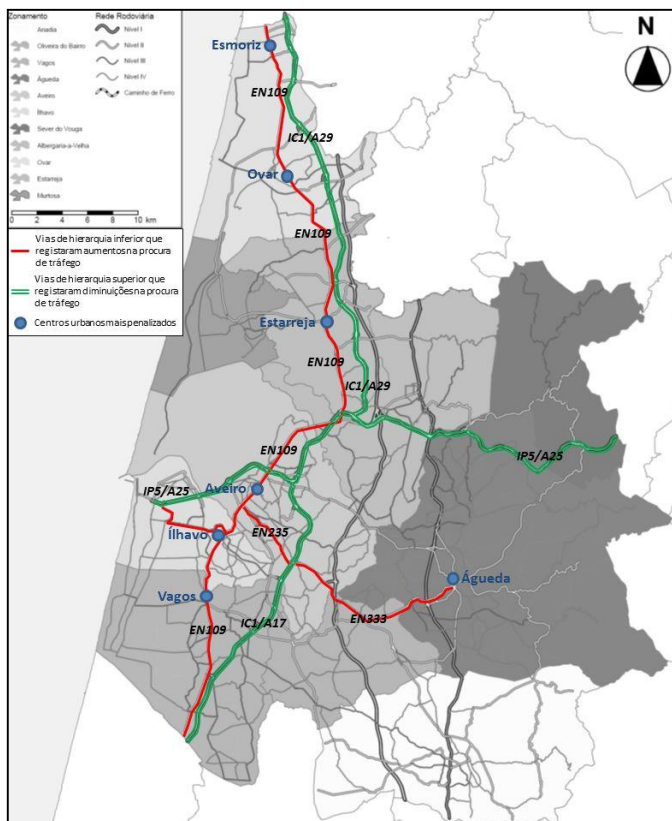 Zonamento
Anadia
Oliveira do Bairro
Vagos
Águeda
Aveiro
Ílhavo
Sever do Vouga
Albergaria-a-Velha
Ovar
Estarreja
Murtosa
Rede Rodoviária
Nível I
Nível II
Nível III
Nível IV
Caminho de Ferro
0 2 4 6 8 10
km
Vias de hierarquia inferior que
registaram aumentos na procura
de tráfego
Vias de hierarquia superior que
registaram diminuições na procura
de tráfego
Centros urbanos mais penalizados
N
Esmoriz
EN109
IC1/A29
Ovar
EN109
Estarreja
EN109
IC1/A29
EN109
IP5/A25
Aveiro
IP5/A25
EN235
Ílhavo
Águeda
Vagos
EN333
EN109
IC1/A17